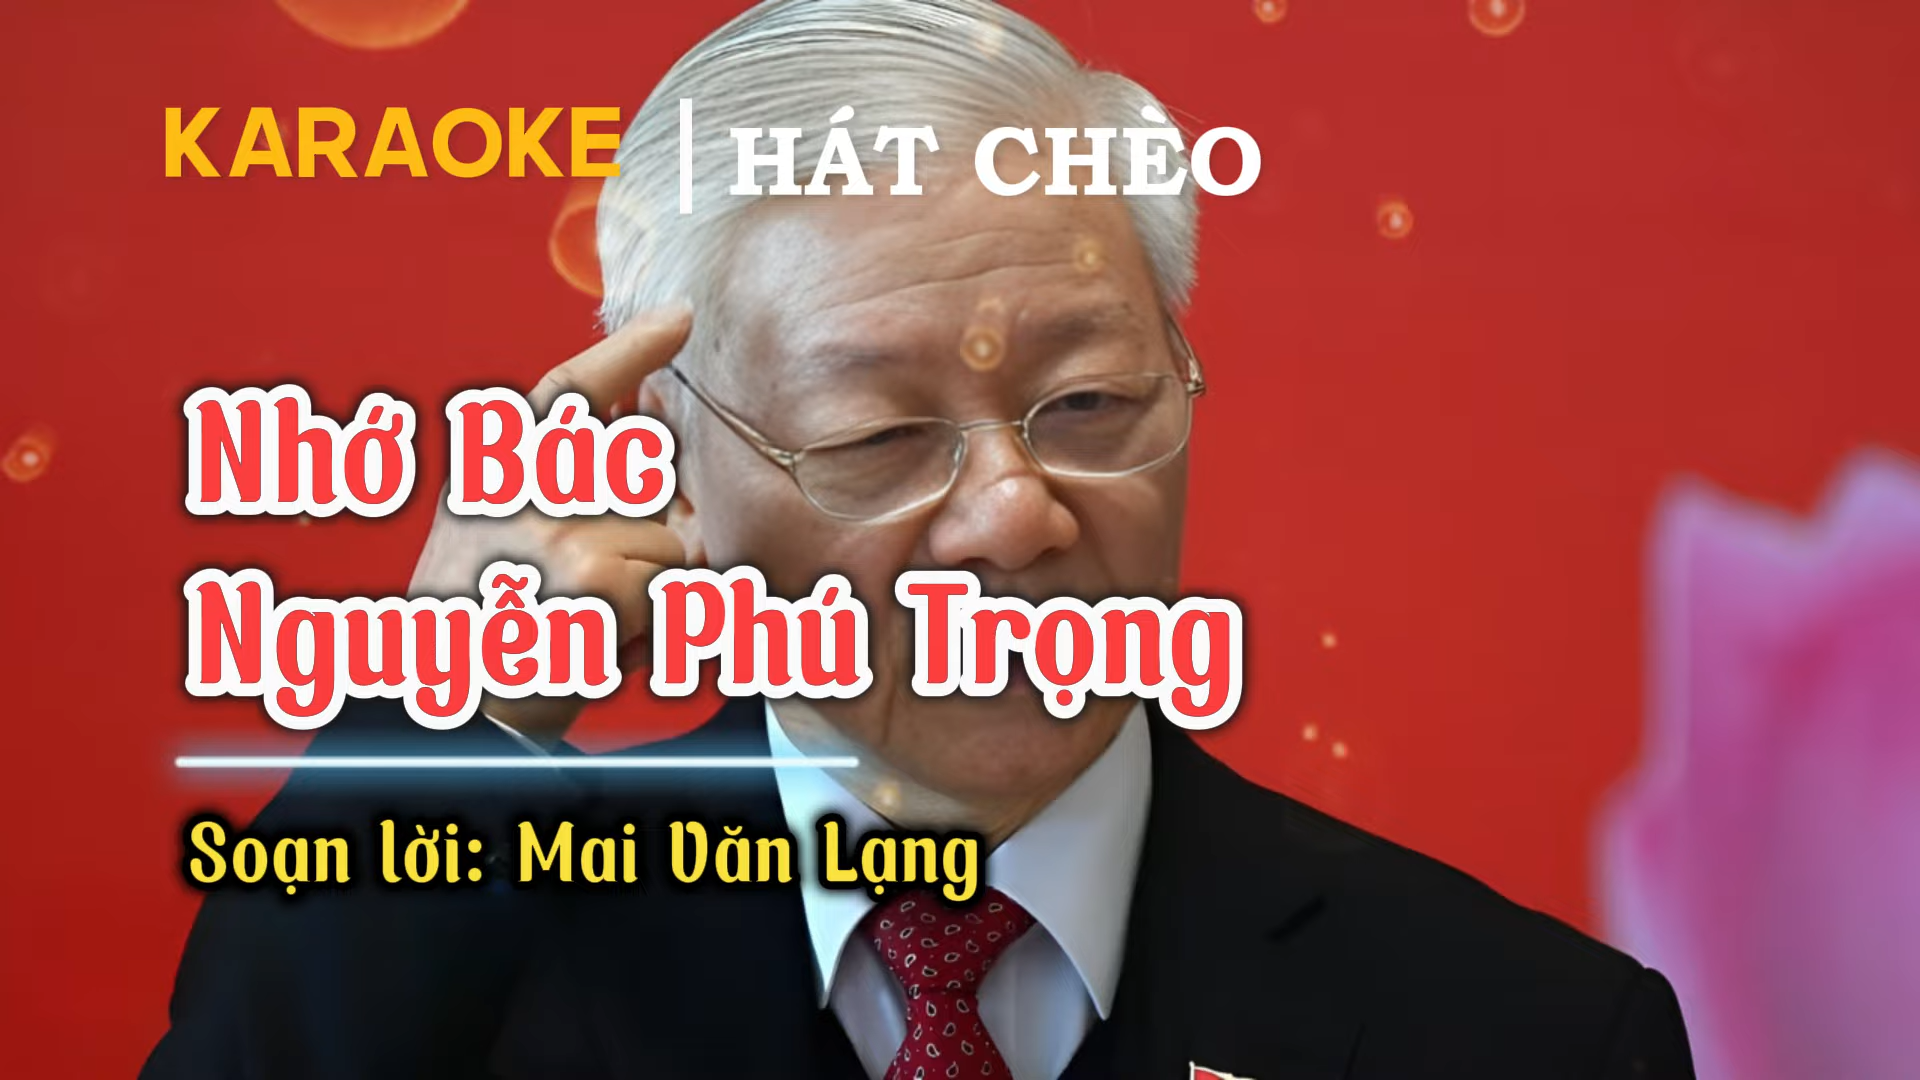 KARAOKE | HÁT CHÈO
Nhớ Bác
Nguyễn Phú Trọng
Soạn lời: Mai Văn Lạng